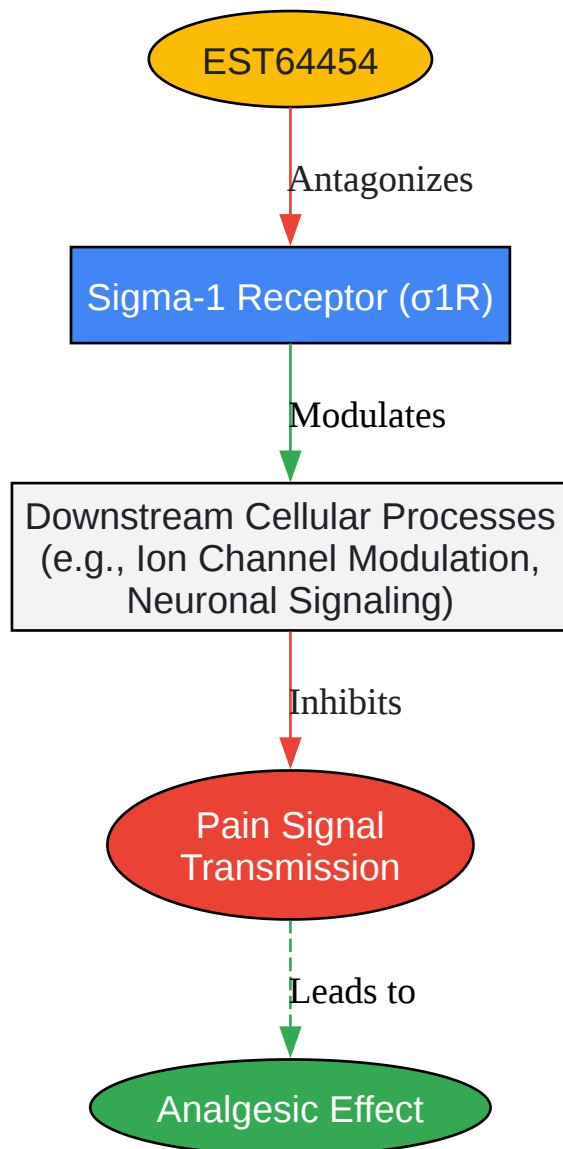 EST64454
Antagonizes
Sigma-1 Receptor (σ1R)
Modulates
Downstream Cellular Processes
(e.g., Ion Channel Modulation,
Neuronal Signaling)
Inhibits
Pain Signal
Transmission
Leads to
Analgesic Effect